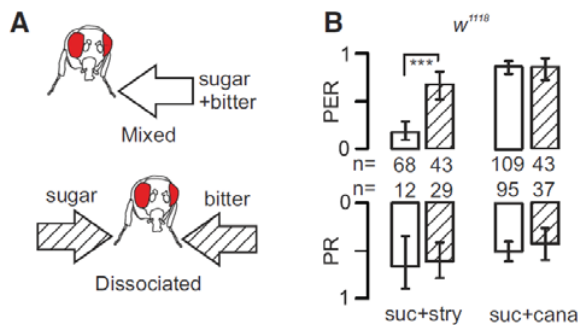 A
sugar
+bitter
Mixed
sugar
bitter
Dissociated
B
w1118
1
***
PER
0
n= 68 43 109 43
n= 12 29 95 37
0
PR
1
suc+stry suc+cana